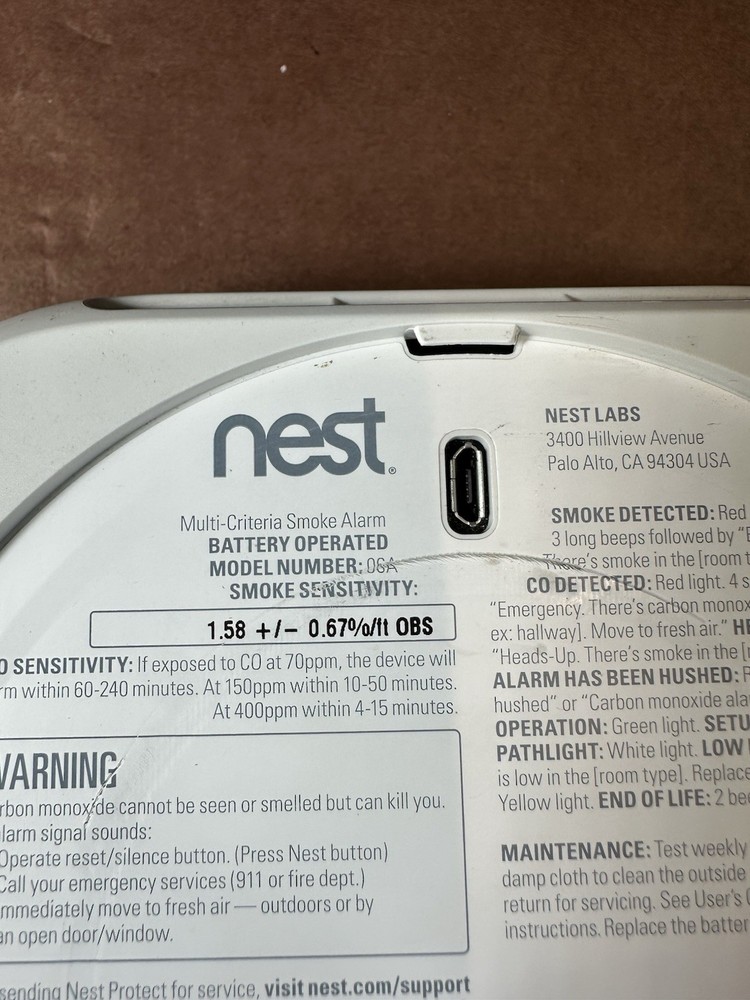 nest®
Multi-Criteria Smoke Alarm
BATTERY OPERATED
MODEL NUMBER: 06A
SMOKE SENSITIVITY:
1.58 +/- 0.67%/ft OBS
O SENSITIVITY: If exposed to CO at 70ppm, the device will
rm within 60-240 minutes. At 150ppm within 10-50 minutes.
At 400ppm within 4-15 minutes.
WARNING
rbon monoxide cannot be seen or smelled but can kill you.
larm signal sounds:
Operate reset/silence button. (Press Nest button)
Call your emergency services (911 or fire dept.)
mmediately move to fresh air — outdoors or by
an open door/window.
sending Nest Protect for service, visit nest.com/support
NEST LABS
3400 Hillview Avenue
Palo Alto, CA 94304 USA
SMOKE DETECTED: Red
3 long beeps followed by "E
There's smoke in the [room t
CO DETECTED: Red light. 4 s
"Emergency. There's carbon monox
ex: hallway]. Move to fresh air." HE
"Heads-Up. There's smoke in the [r
ALARM HAS BEEN HUSHED: R
hushed" or "Carbon monoxide ala
OPERATION: Green light. SETU
PATHLIGHT: White light. LOW
is low in the [room type]. Replace
Yellow light. END OF LIFE: 2 bee
MAINTENANCE: Test weekly
damp cloth to clean the outside
return for servicing. See User's G
instructions. Replace the batter